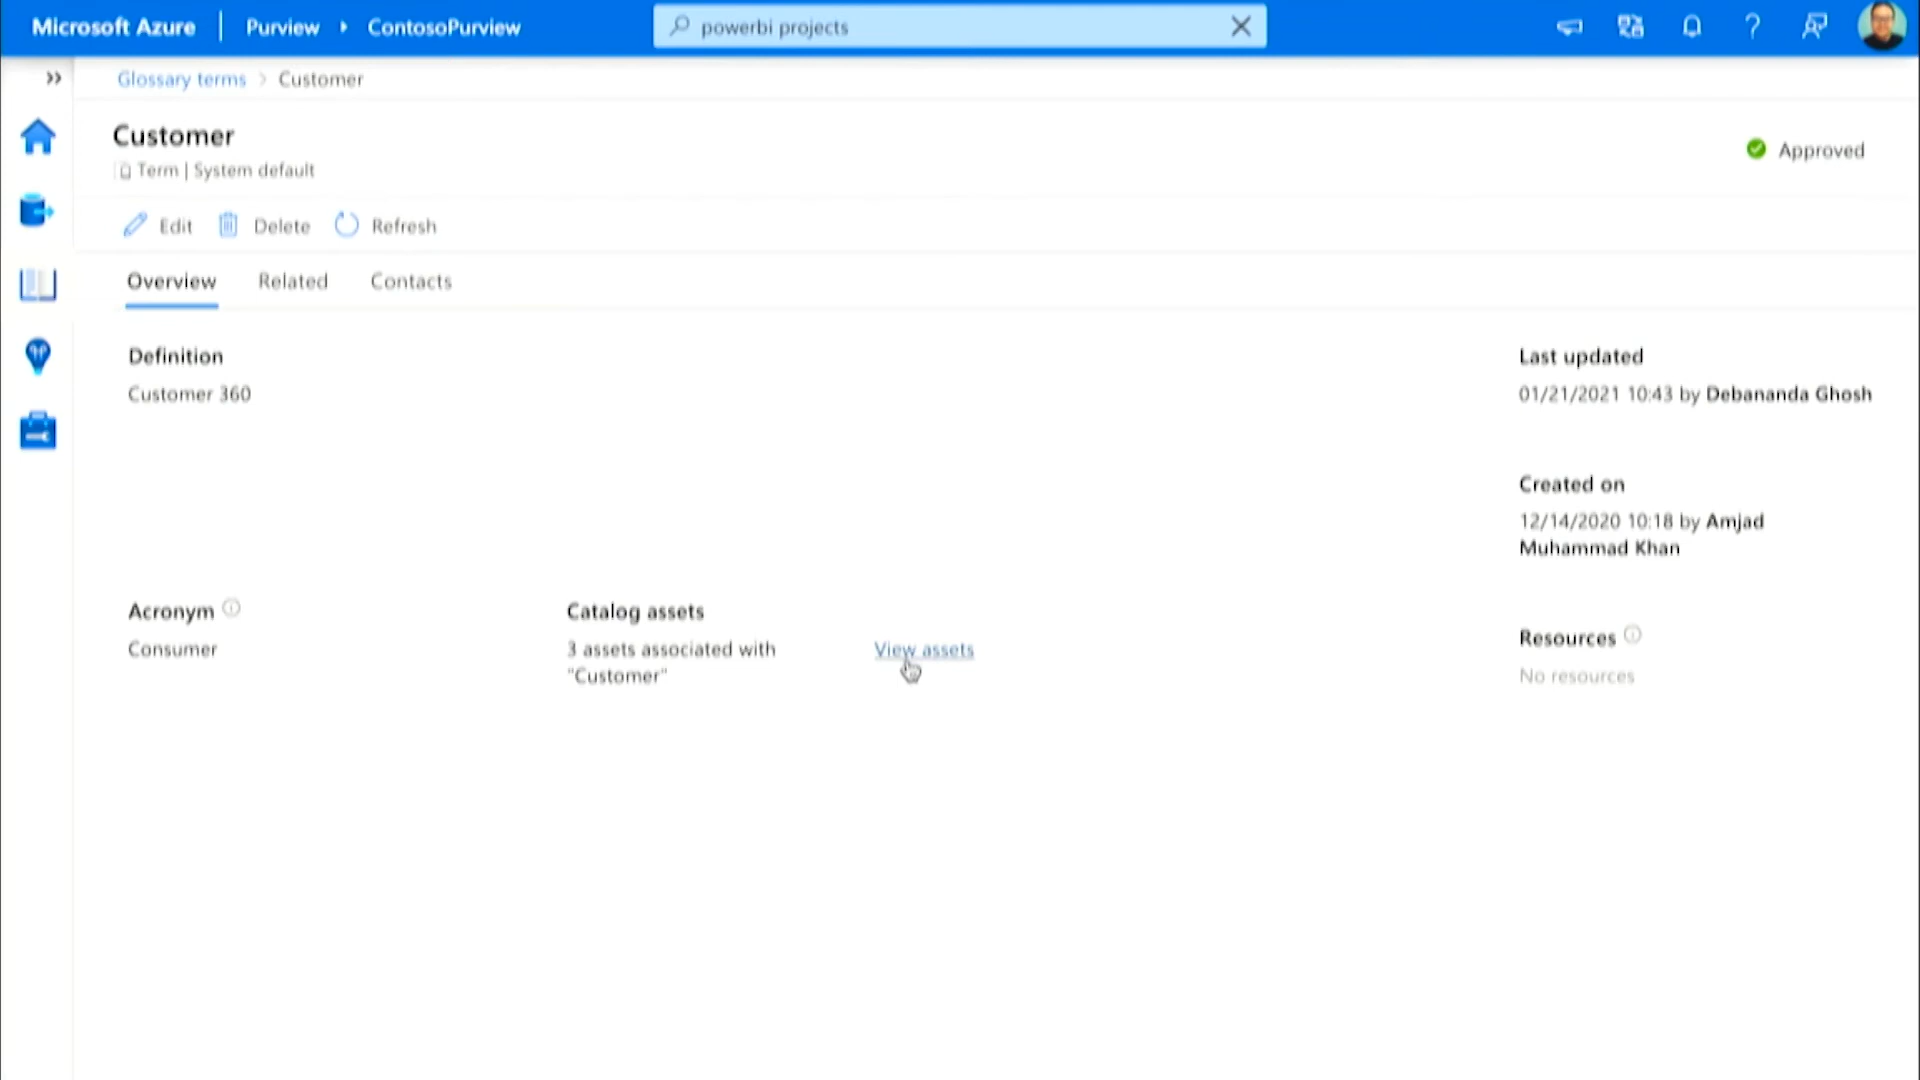 Microsoft Azure
Purview
ContosoPurview
powerbi projects
Glossary terms > Customer
Customer
Term | System default
Approved
Edit
Delete
Refresh
Overview
Related
Contacts
Definition
Customer 360
Last updated
01/21/2021 10:43 by Debananda Ghosh
Created on
12/14/2020 10:18 by Amjad
Muhammad Khan
Acronym
Consumer
Catalog assets
3 assets associated with
"Customer"
View assets
Resources
No resources